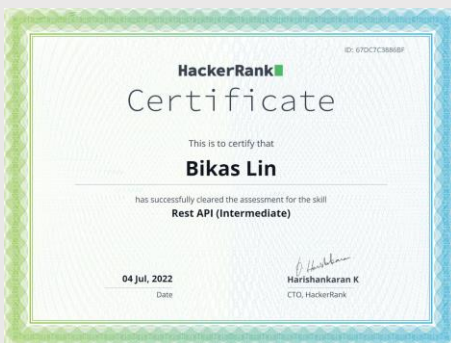 ID: 67DC7C3886BF
HackerRank
Certificate
This is to certify that
Bikas Lin
has successfully cleared the assessment for the skill
Rest API (Intermediate)
04 Jul, 2022
Date
Harishankaran K
CTO, HackerRank